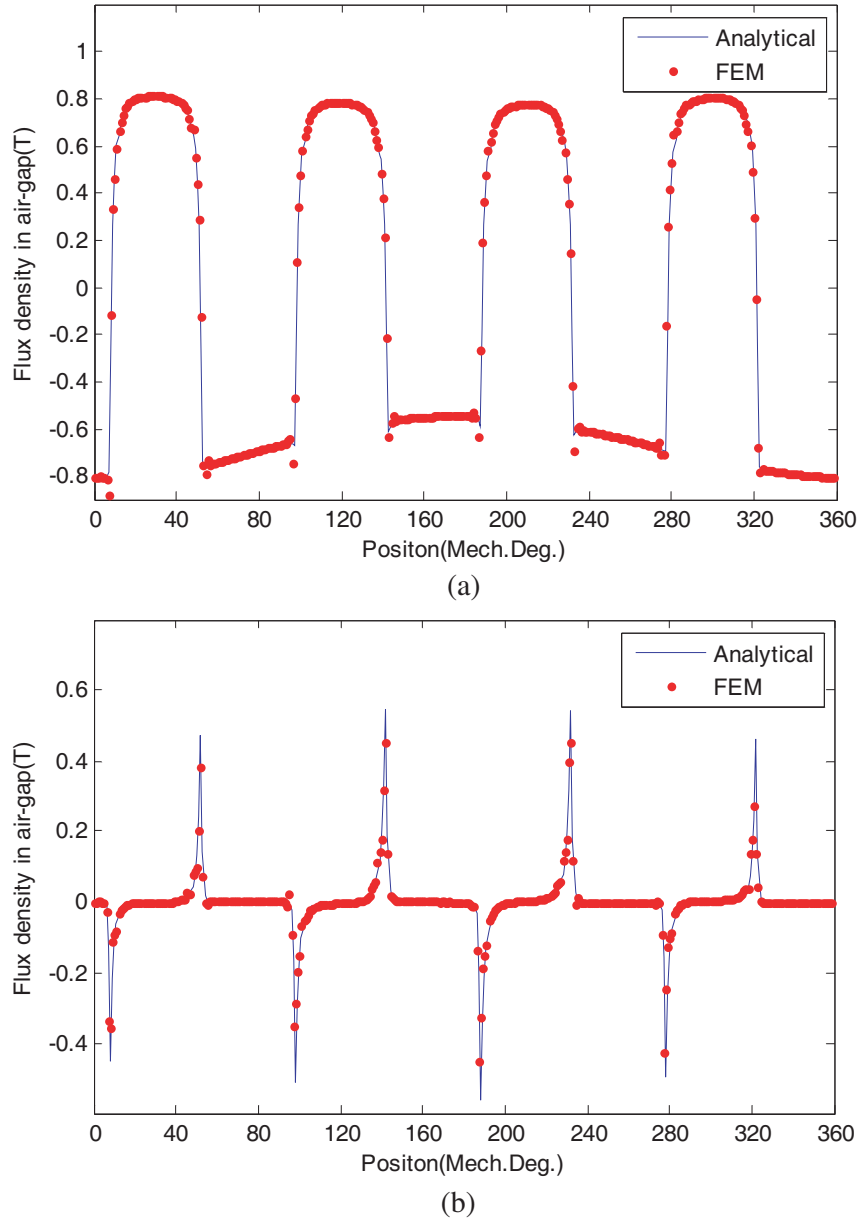 1
0.8
0.6
0.4
0.2
0
-0.2
-0.4
-0.6
-0.8
Flux density in air-gap(T)
Analytical
FEM
0 40 80 120 160 200 240 280 320 360
Positon(Mech.Deg.)
(a)
0.6
0.4
0.2
0
-0.2
-0.4
Flux density in air-gap(T)
Analytical
FEM
0 40 80 120 160 200 240 280 320 360
Positon(Mech.Deg.)
(b)